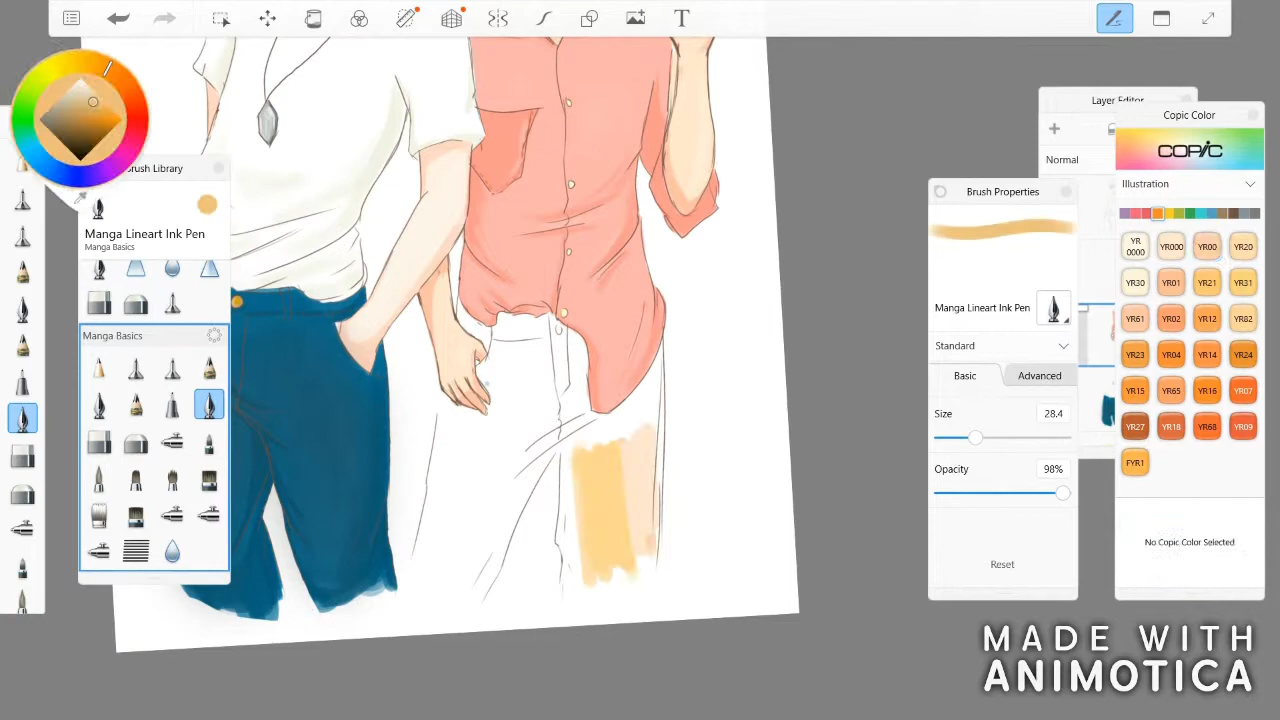 T
Brush Library
Manga Lineart Ink Pen
Manga Basics
Manga Basics
Layer Editor
Normal
Brush Properties
Manga Lineart Ink Pen
Standard
Basic
Advanced
Size
28.4
Opacity
98%
Reset
Copic Color
COPIC
Illustration
YR 0000
YR000
YR00
YR20
YR30
YR01
YR21
YR31
YR61
YR02
YR12
YR82
YR23
YR04
YR14
YR24
YR15
YR65
YR16
YR07
YR27
YR18
YR68
YR09
FYR1
No Copic Color Selected
MADE WITH
ANIMOTICA